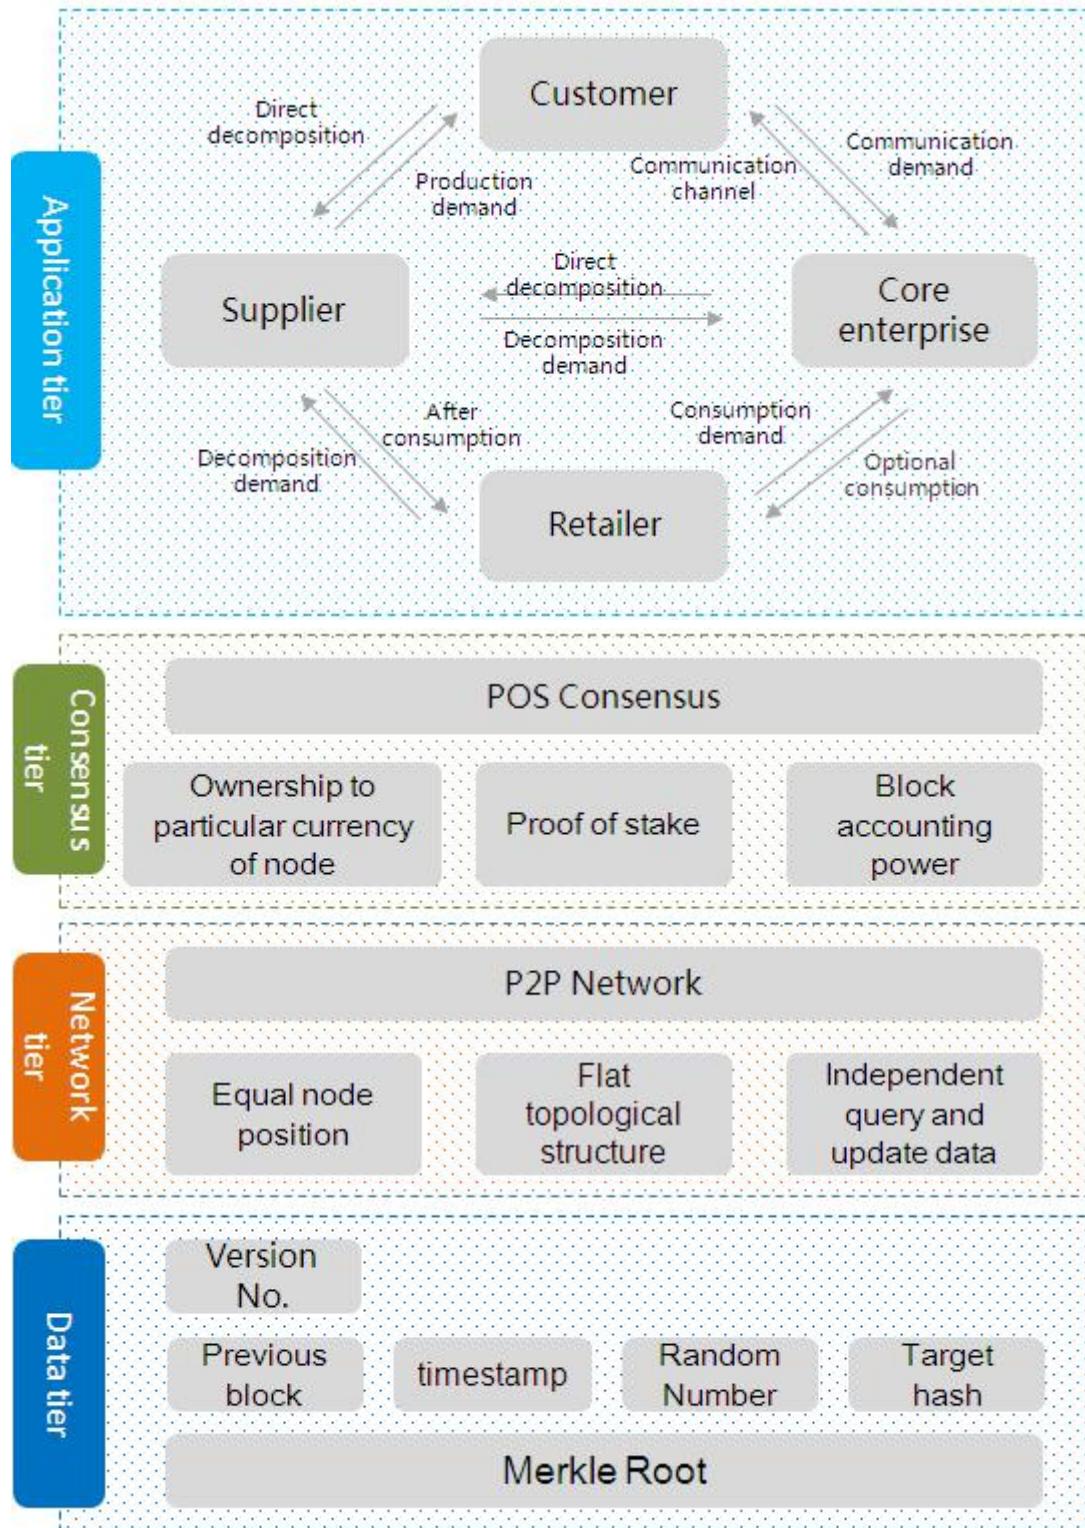 Customer
Direct
decomposition
Production
demand
Communication
channel
Communication
demand
Application tier
Supplier
Direct
decomposition
Decomposition
demand
Core
enterprise
After
consumption
Decomposition
demand
Consumption
demand
Optional
consumption
Retailer
Consensus
tier
POS Consensus
Ownership to
particular currency
of node
Proof of stake
Block
accounting
power
Network
tier
P2P Network
Equal node
position
Flat
topological
structure
Independent
query and
update data
Data tier
Version
No.
Previous
block
timestamp
Random
Number
Target
hash
Merkle Root